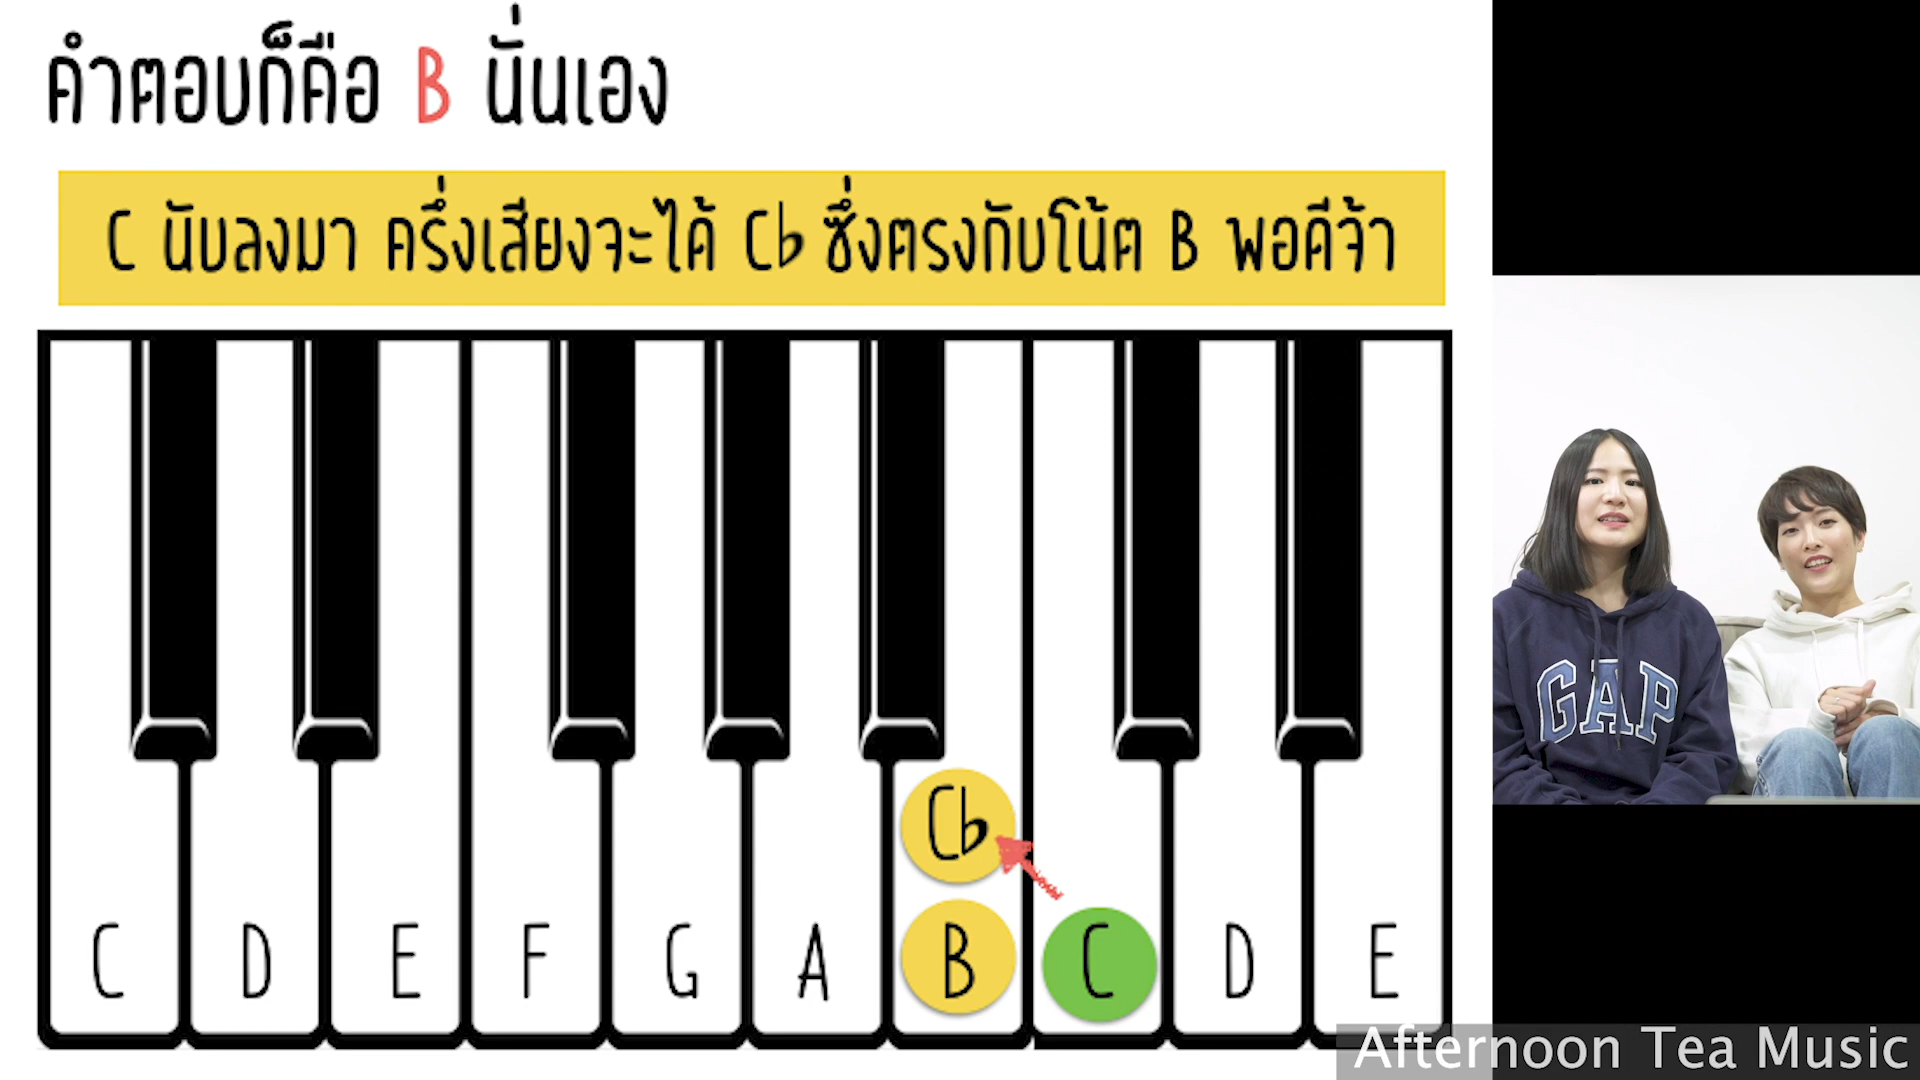 คำตอบก็คือ B นั่นเอง
C นับลงมา ครึ่งเสียงจะได้ C♭ ซึ่งตรงกับโน้ต B พอดีจ้า
C♭
C D E F G A B C D E
GAP
Afternoon Tea Music